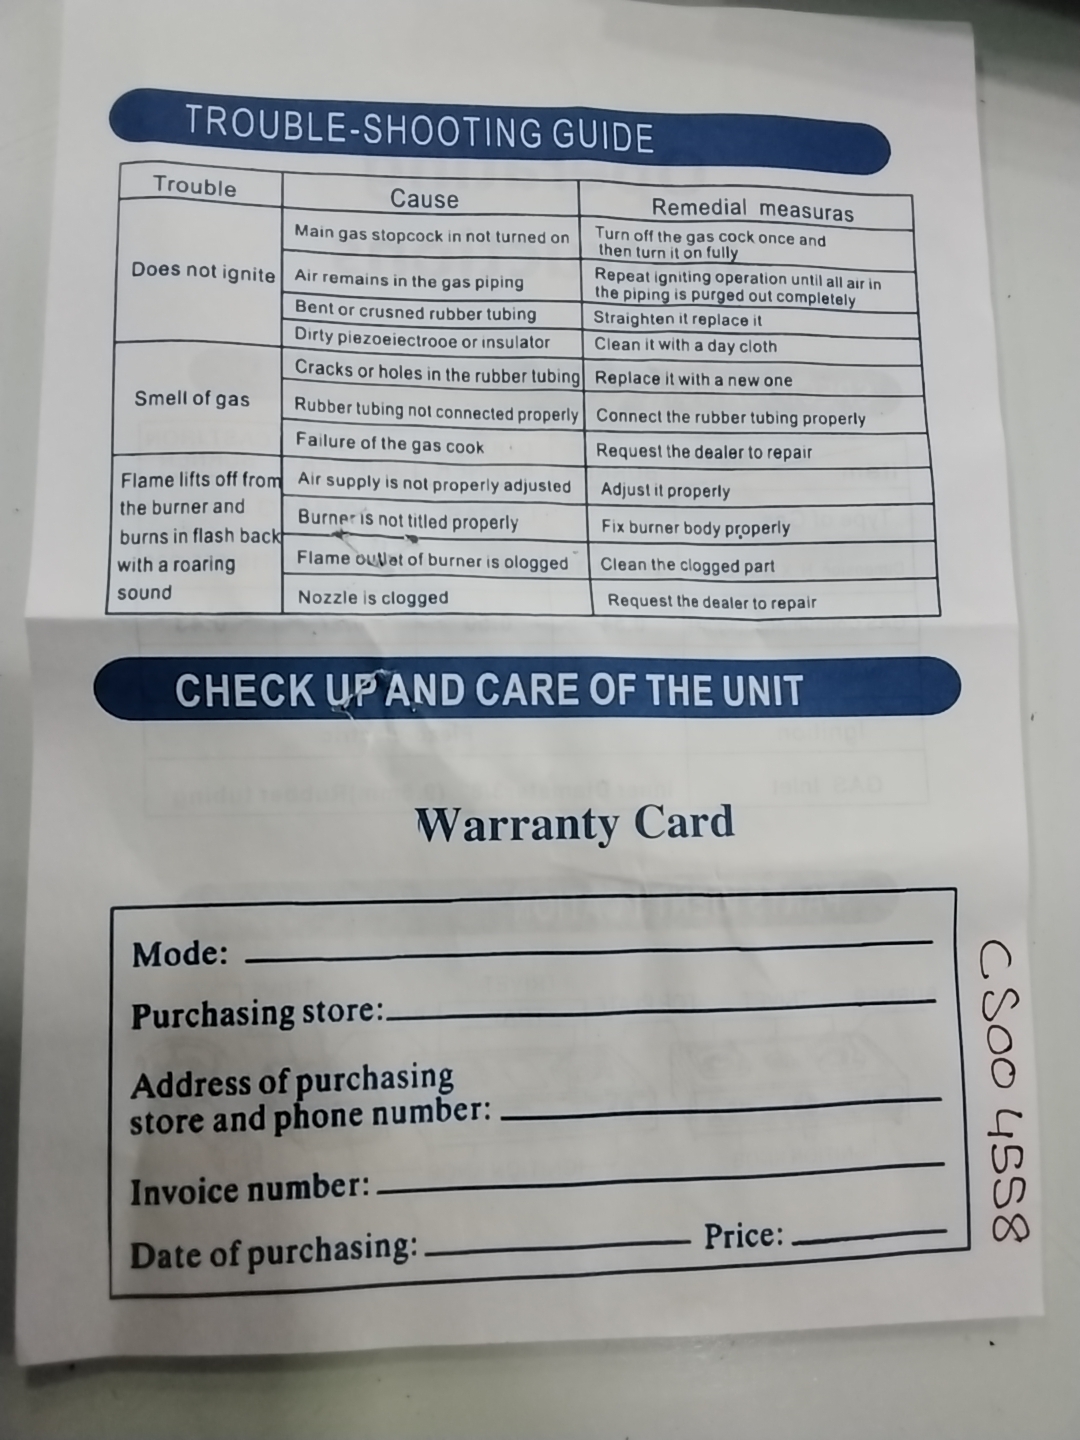 TROUBLE-SHOOTING GUIDE
Trouble Cause Remedial measuras
Does not ignite
Main gas stopcock in not turned on
Turn off the gas cock once and
then turn it on fully
Air remains in the gas piping
Repeat igniting operation until all air in
the piping is purged out completely
Bent or crusned rubber tubing
Straighten it replace it
Dirty piezoeiectrooe or insulator
Clean it with a day cloth
Smell of gas
Cracks or holes in the rubber tubing
Replace it with a new one
Rubber tubing not connected properly
Connect the rubber tubing properly
Failure of the gas cook
Request the dealer to repair
Flame lifts off from
the burner and
burns in flash back
with a roaring
sound
Air supply is not properly adjusted
Adjust it properly
Burner is not titled properly
Fix burner body properly
Flame outlet of burner is ologged
Clean the clogged part
Nozzle is clogged
Request the dealer to repair
CHECK UP AND CARE OF THE UNIT
Warranty Card
Mode:
Purchasing store:
Address of purchasing
store and phone number:
Invoice number:
Date of purchasing: Price:
CS00 4558